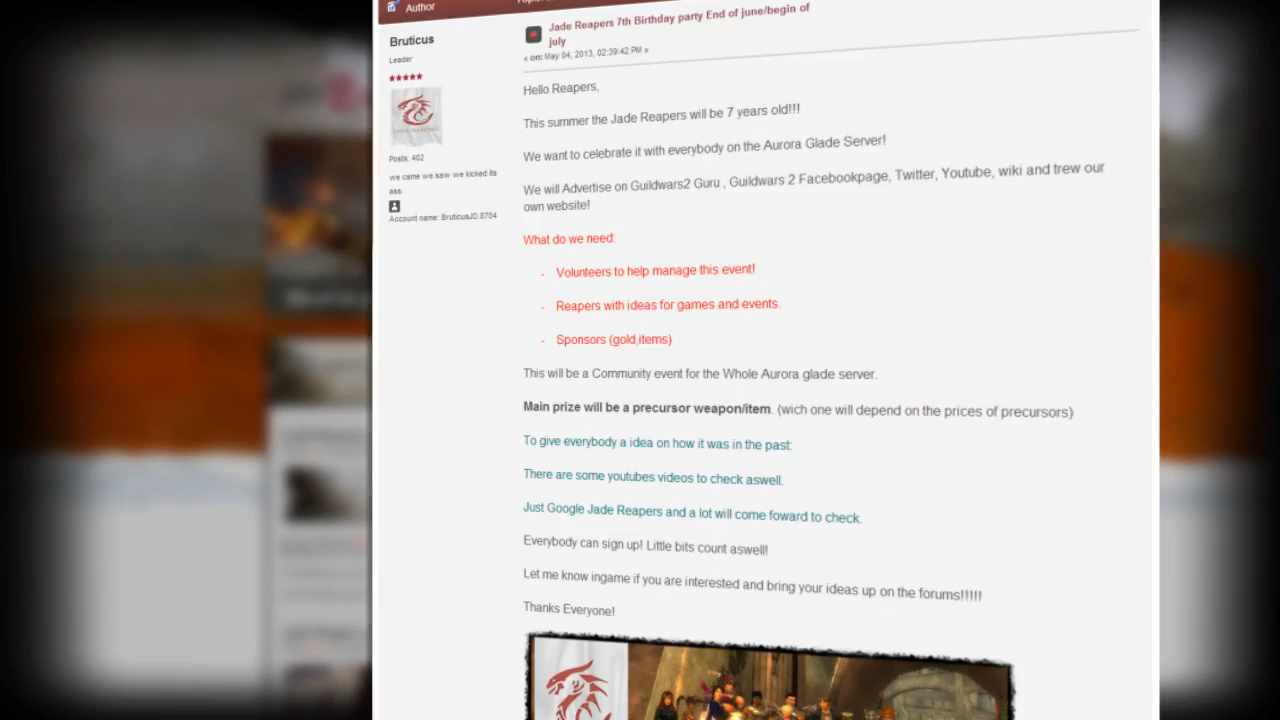 Author
Bruticus
Leader
Jade Reapers 7th Birthday party End of june/begin of
july
« on: May 04, 2013, 02:39:42 PM »
JADE REAPERS
Posts: 402
we came we saw we kicked its
ass.
Account name: BruticusJD.8704
Hello Reapers,
This summer the Jade Reapers will be 7 years old!!!
We want to celebrate it with everybody on the Aurora Glade Server!
We will Advertise on Guildwars2 Guru , Guildwars 2 Facebookpage, Twitter, Youtube, wiki and trew our
own website!
What do we need:
- Volunteers to help manage this event!
- Reapers with ideas for games and events.
- Sponsors (gold,items)
This will be a Community event for the Whole Aurora glade server.
Main prize will be a precursor weapon/item. (wich one will depend on the prices of precursors)
To give everybody a idea on how it was in the past:
There are some youtubes videos to check aswell.
Just Google Jade Reapers and a lot will come foward to check.
Everybody can sign up! Little bits count aswell!
Let me know ingame if you are interested and bring your ideas up on the forums!!!!!
Thanks Everyone!